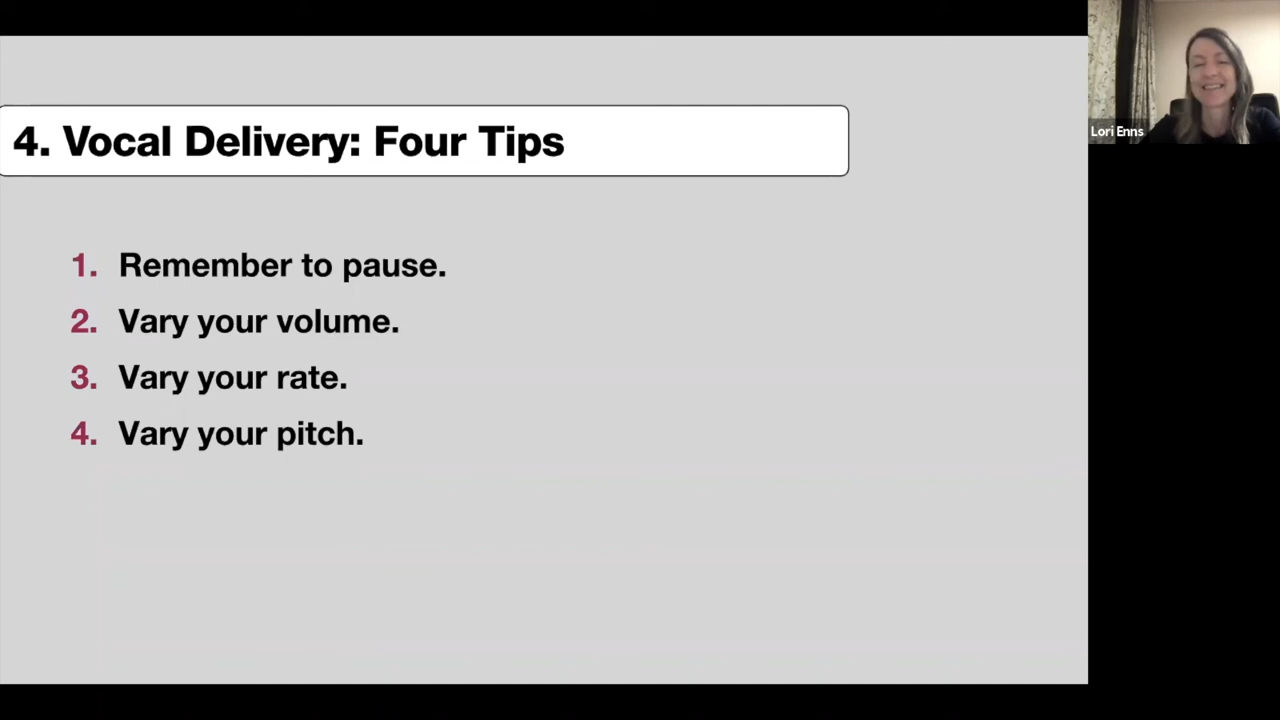 4. Vocal Delivery: Four Tips
1. Remember to pause.
2. Vary your volume.
3. Vary your rate.
4. Vary your pitch.
Lori Enns